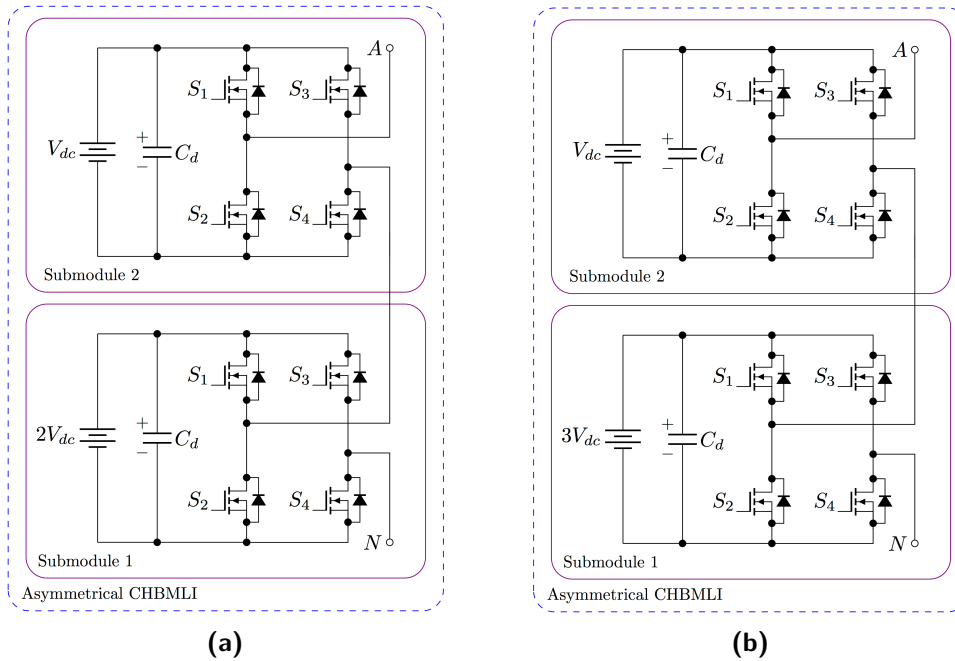 A
S1 S3
Vdc + − Cd
S2 S4
Submodule 2
S1 S3
2Vdc + − Cd
S2 S4
N
Submodule 1
Asymmetrical CHBMLI
(a)
A
S1 S3
Vdc + − Cd
S2 S4
Submodule 2
S1 S3
3Vdc + − Cd
S2 S4
N
Submodule 1
Asymmetrical CHBMLI
(b)